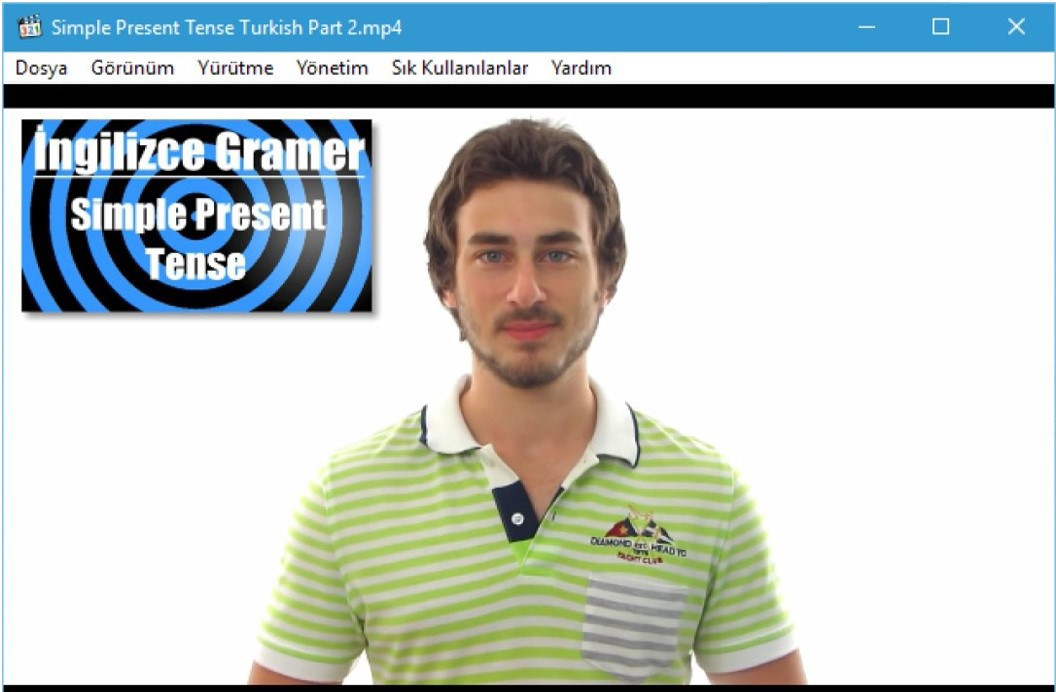 Simple Present Tense Turkish Part 2.mp4
Dosya Görünüm Yürütme Yönetim Sık Kullanılanlar Yardım
İngilizce Gramer
Simple Present
Tense
DIAMOND HEAD YC
YACHT CLUB